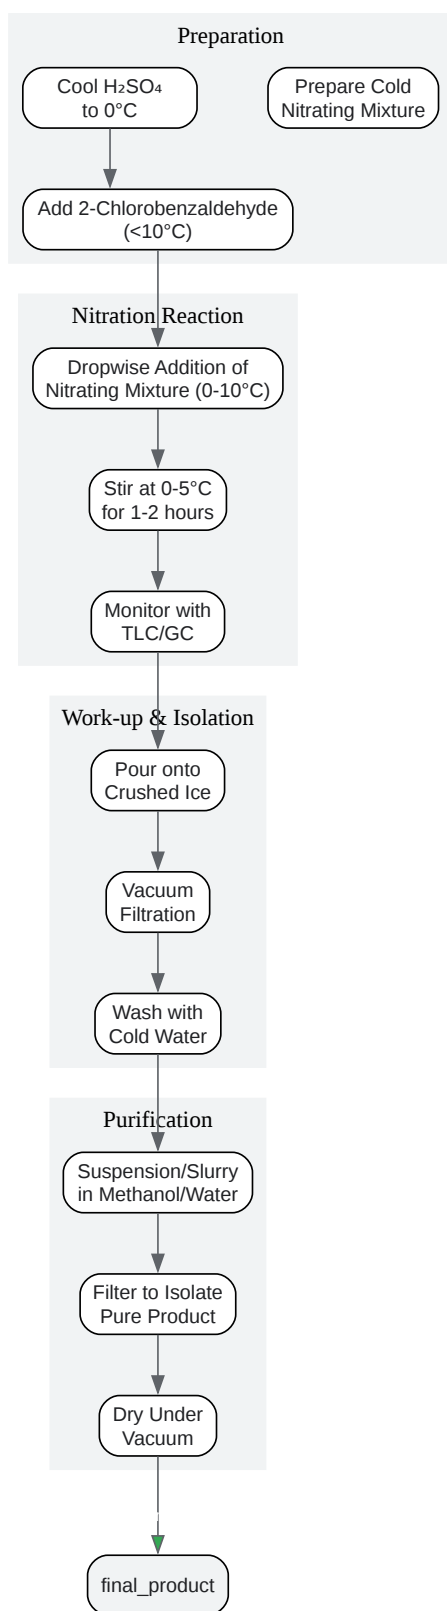 Preparation
Cool H₂SO₄
to 0°C
Prepare Cold
Nitrating Mixture
Add 2-Chlorobenzaldehyde
(<10°C)
Nitration Reaction
Dropwise Addition of
Nitrating Mixture (0-10°C)
Stir at 0-5°C
for 1-2 hours
Monitor with
TLC/GC
Work-up & Isolation
Pour onto
Crushed Ice
Vacuum
Filtration
Wash with
Cold Water
Purification
Suspension/Slurry
in Methanol/Water
Filter to Isolate
Pure Product
Dry Under
Vacuum
final_product